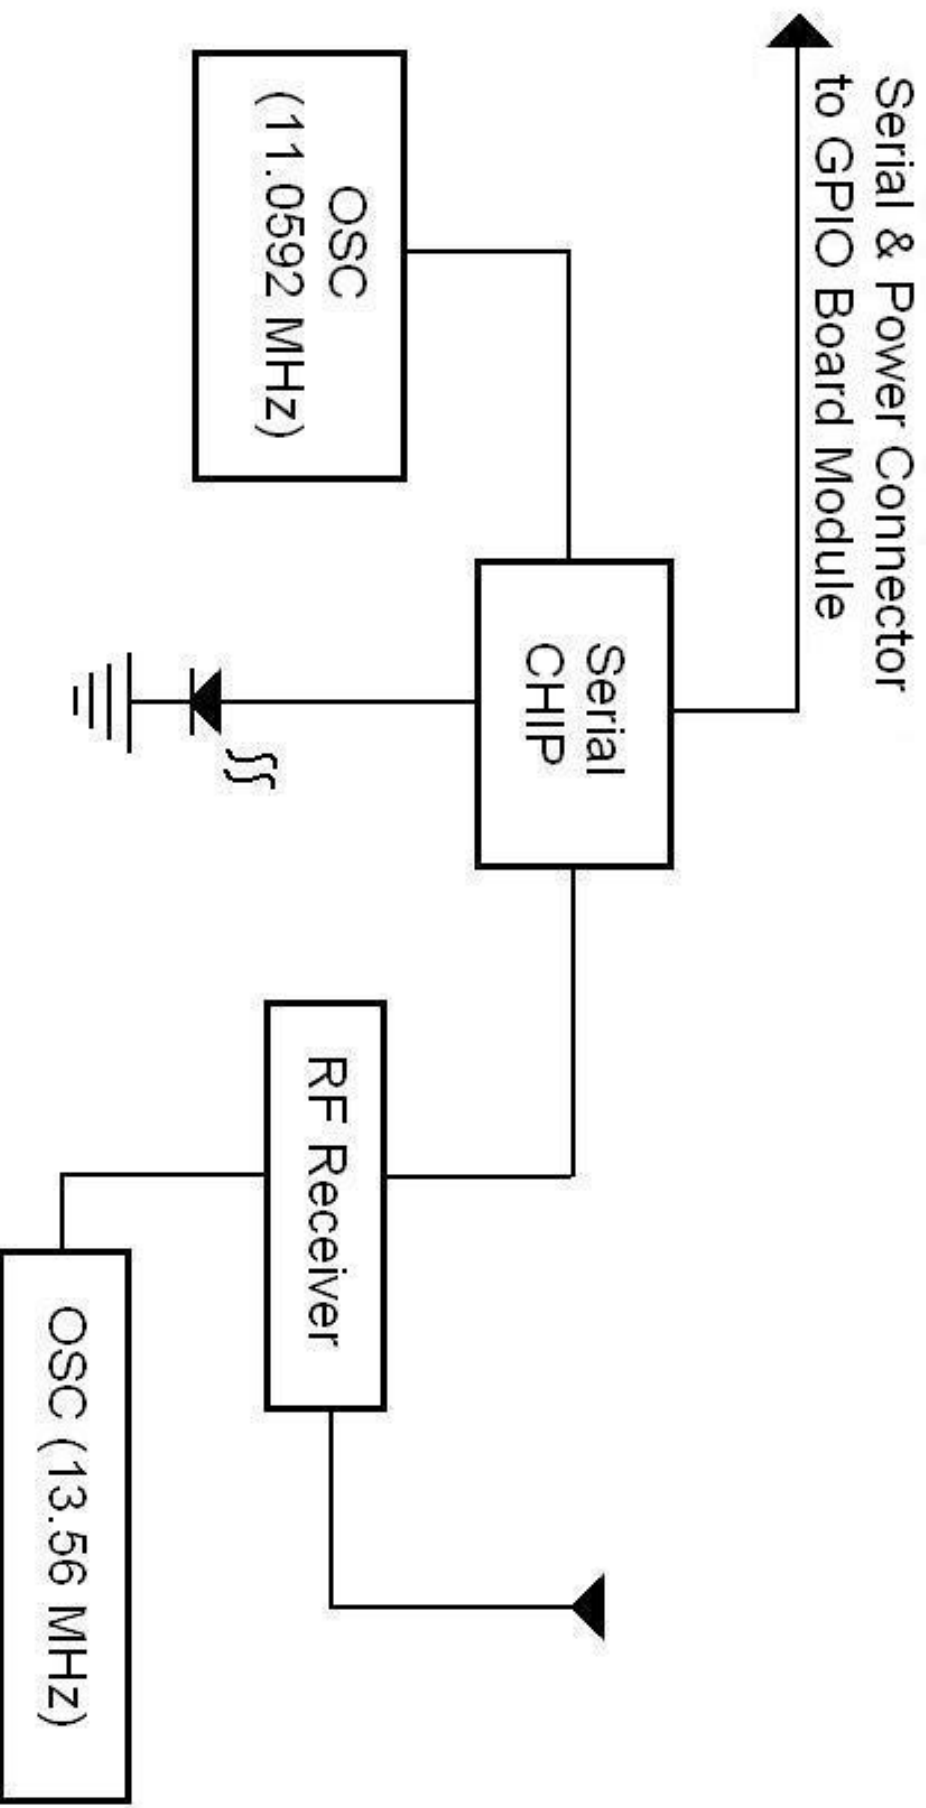 Serial & Power Connector
to GPIO Board Module
OSC
(11.0592 MHz)
Serial
CHIP
RF Receiver
OSC (13.56 MHz)